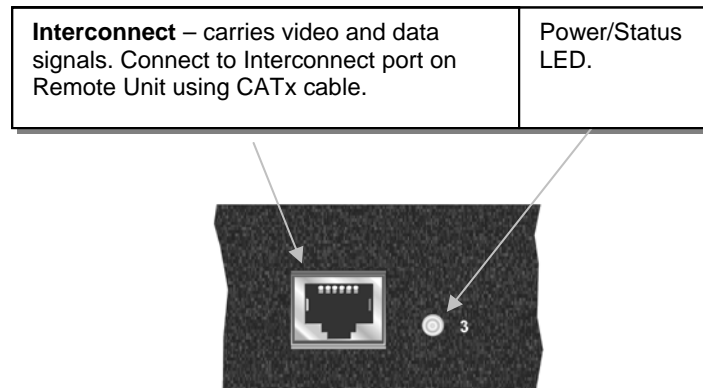 Interconnect – carries video and data
signals. Connect to Interconnect port on
Remote Unit using CATx cable.
Power/Status
LED.
3